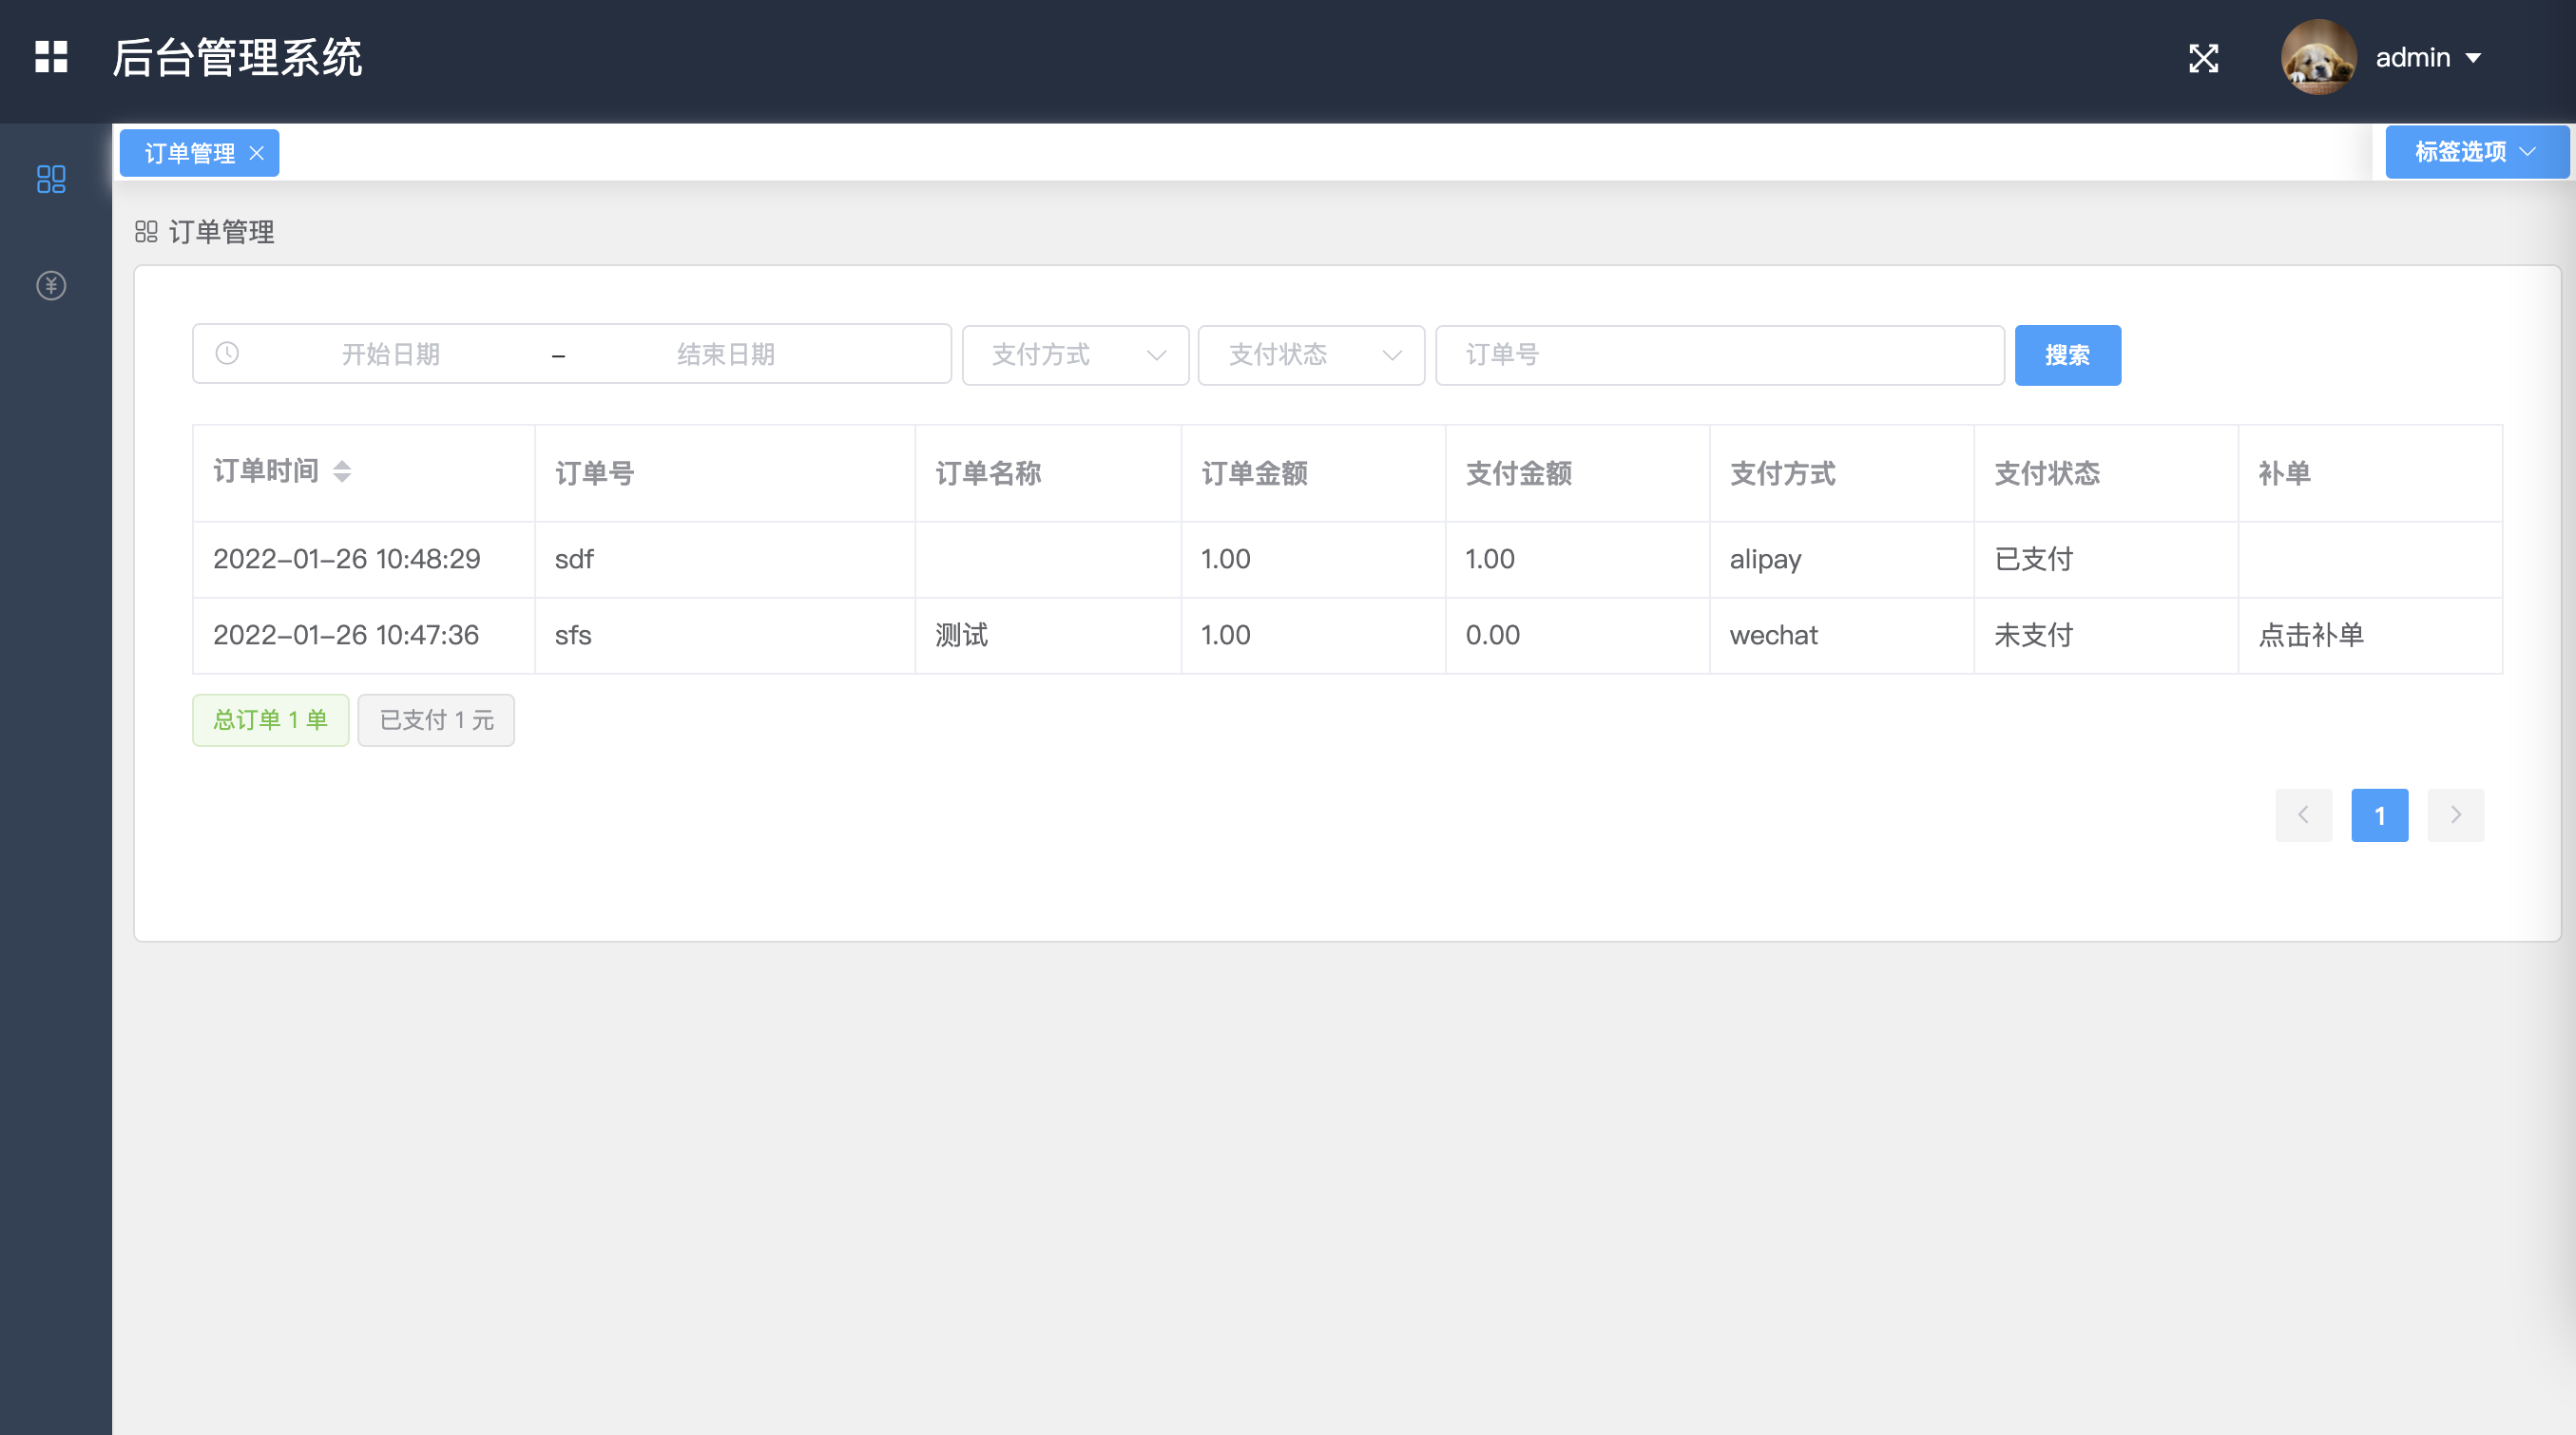 后台管理系统
admin
订单管理
标签选项
订单管理
开始日期 – 结束日期 支付方式 支付状态 订单号 搜索
订单时间 订单号 订单名称 订单金额 支付金额 支付方式 支付状态 补单
2022-01-26 10:48:29 sdf 1.00 1.00 alipay 已支付
2022-01-26 10:47:36 sfs 测试 1.00 0.00 wechat 未支付 点击补单
总订单 1 单 已支付 1 元
1